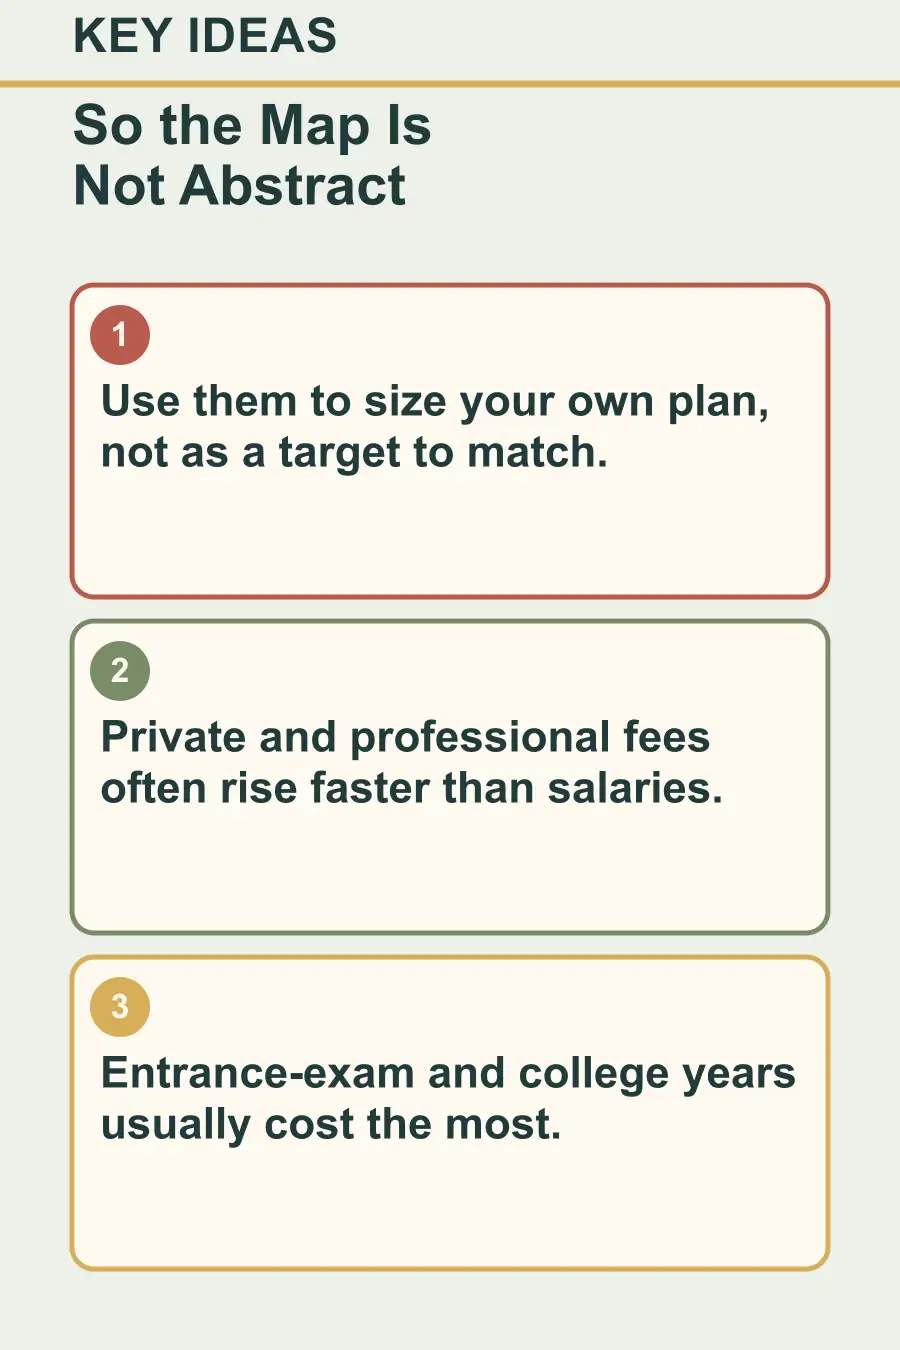 KEY IDEAS
So the Map Is
Not Abstract
1
Use them to size your own plan,
not as a target to match.
2
Private and professional fees
often rise faster than salaries.
3
Entrance-exam and college years
usually cost the most.